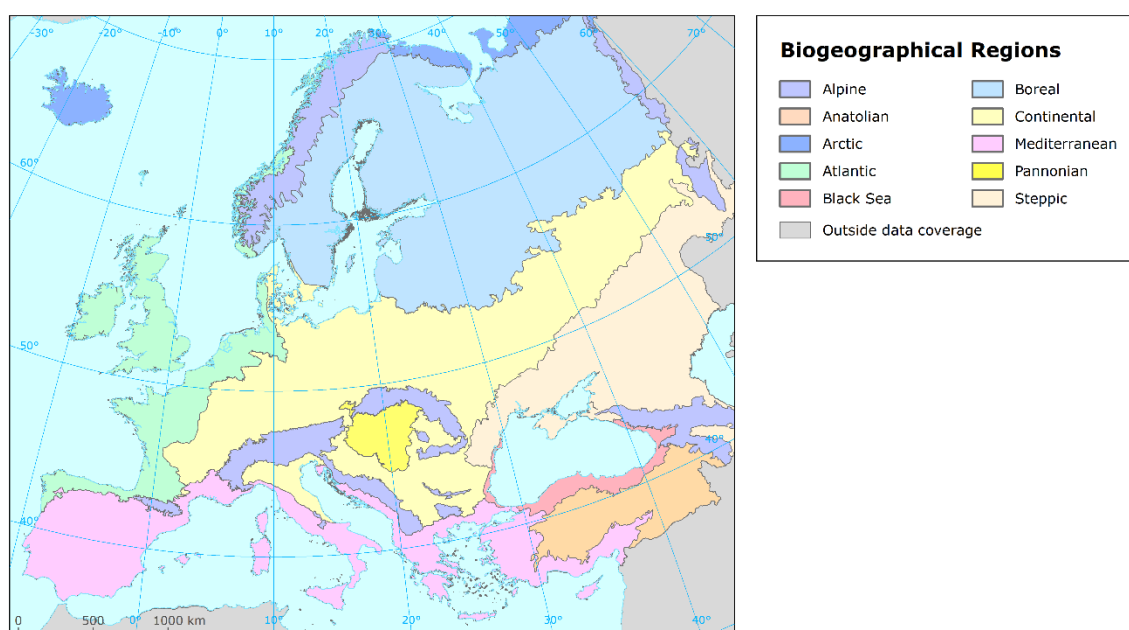 -30° -20° -10° 0° 10° 20° 30° 40° 50° 60° 70°
60°
50°
50°
40°
40°
0 500 1000 km
0° 10° 20° 30° 40°
Biogeographical Regions
Alpine
Anatolian
Arctic
Atlantic
Black Sea
Outside data coverage
Boreal
Continental
Mediterranean
Pannonian
Steppic